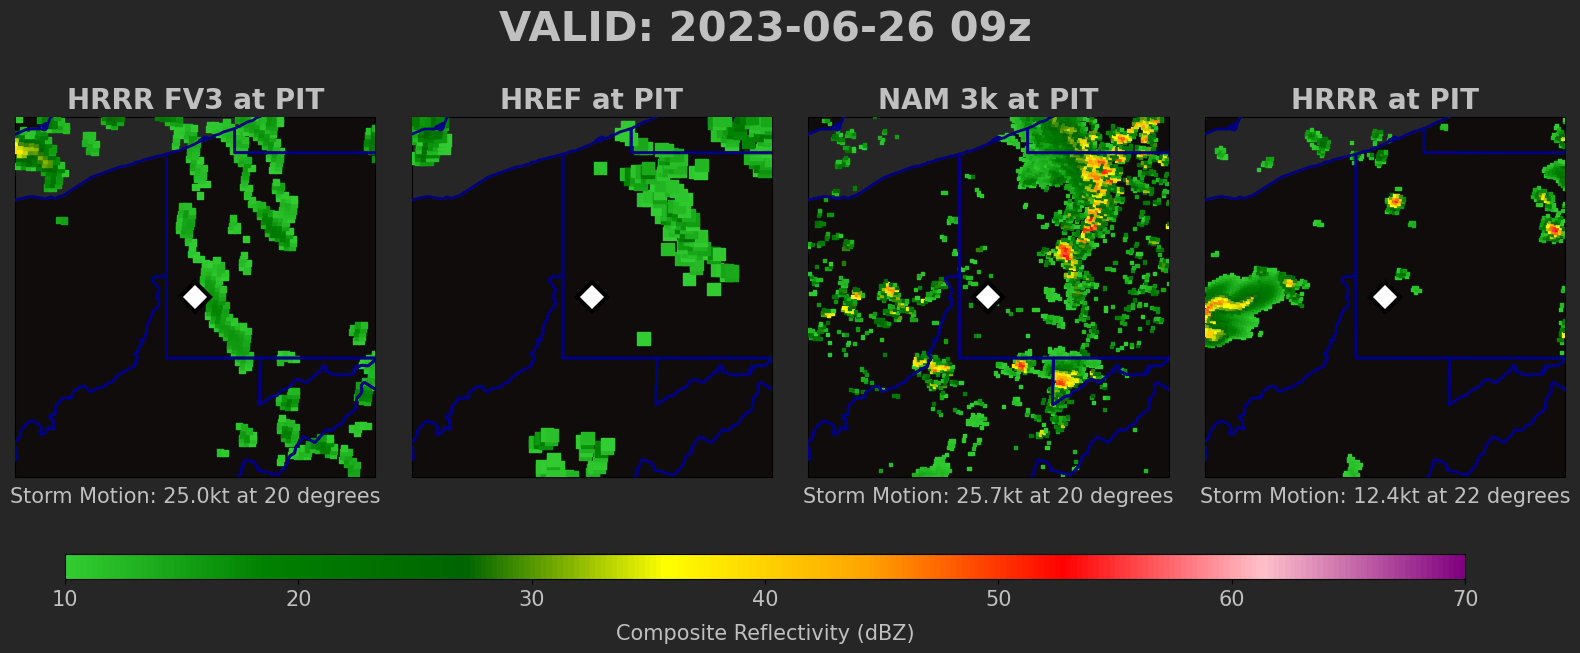 VALID: 2023-06-26 09z
HRRR FV3 at PIT
HREF at PIT
NAM 3k at PIT
HRRR at PIT
Storm Motion: 25.0kt at 20 degrees
Storm Motion: 25.7kt at 20 degrees
Storm Motion: 12.4kt at 22 degrees
10 20 30 40 50 60 70
Composite Reflectivity (dBZ)